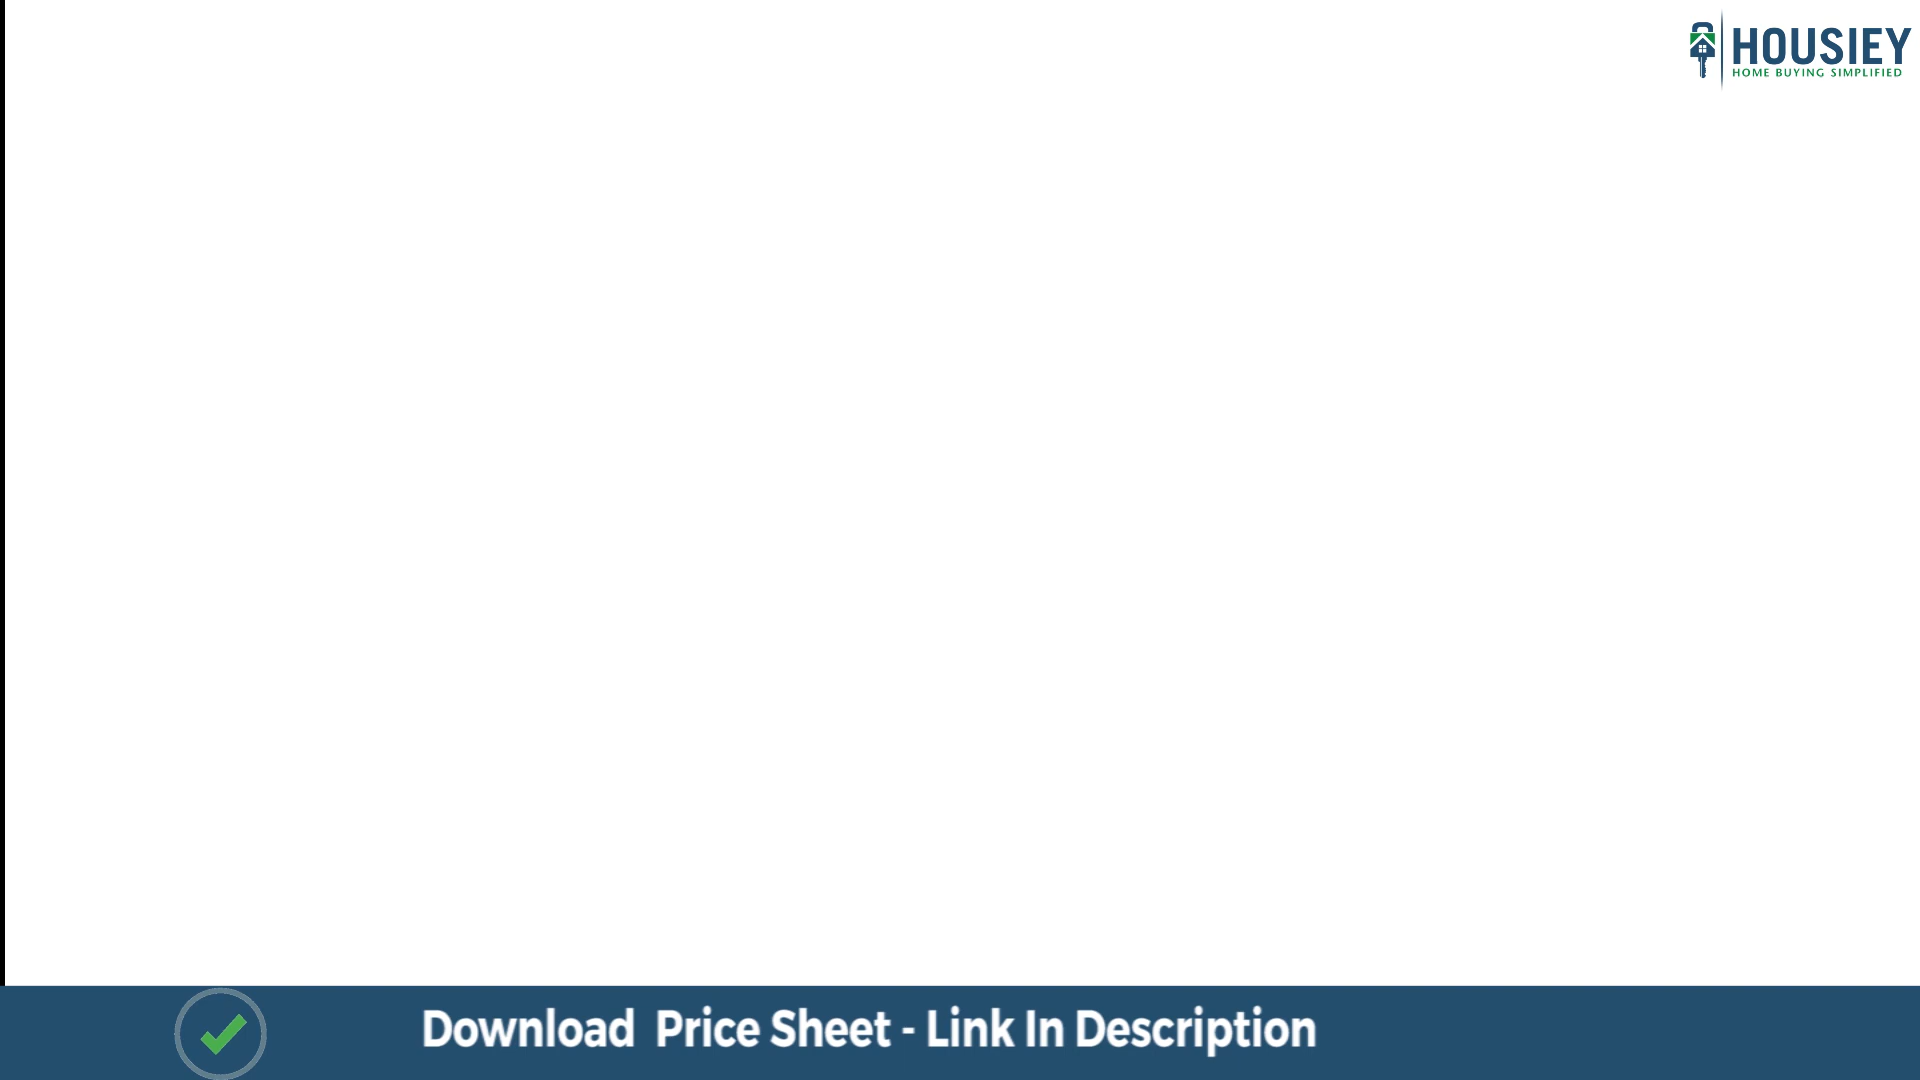 HOUSIEY
HOME BUYING SIMPLIFIED
Download Price Sheet - Link In Description